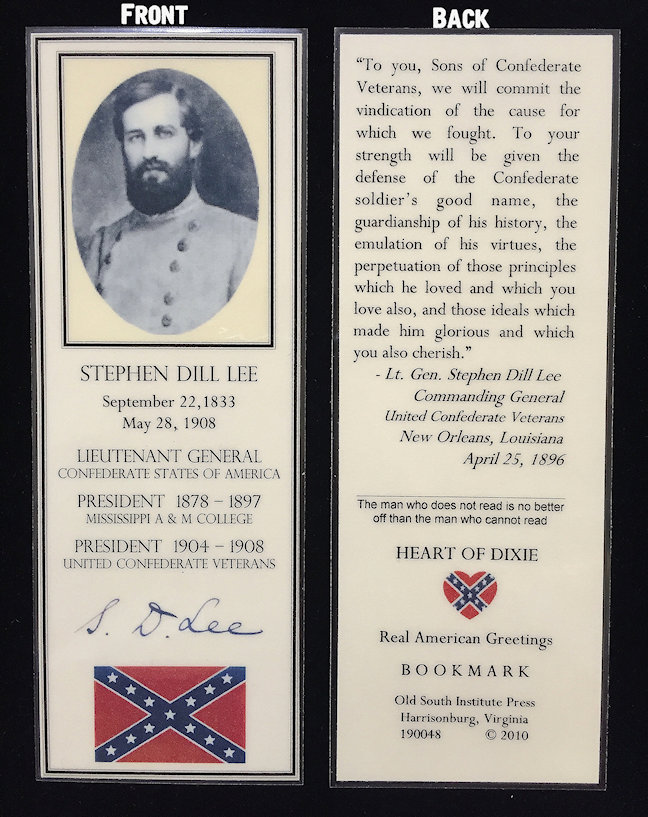 FRONT
STEPHEN DILL LEE
September 22,1833
May 28, 1908
LIEUTENANT GENERAL
CONFEDERATE STATES OF AMERICA
PRESIDENT 1878 – 1897
MISSISSIPPI A & M COLLEGE
PRESIDENT 1904 – 1908
UNITED CONFEDERATE VETERANS
S. D. Lee
BACK
“To you, Sons of Confederate
Veterans, we will commit the
vindication of the cause for
which we fought. To your
strength will be given the
defense of the Confederate
soldier’s good name, the
guardianship of his history, the
emulation of his virtues, the
perpetuation of those principles
which he loved and which you
love also, and those ideals which
made him glorious and which
you also cherish.”
- Lt. Gen. Stephen Dill Lee
Commanding General
United Confederate Veterans
New Orleans, Louisiana
April 25, 1896
The man who does not read is no better
off than the man who cannot read
HEART OF DIXIE
Real American Greetings
BOOKMARK
Old South Institute Press
Harrisonburg, Virginia
190048 © 2010